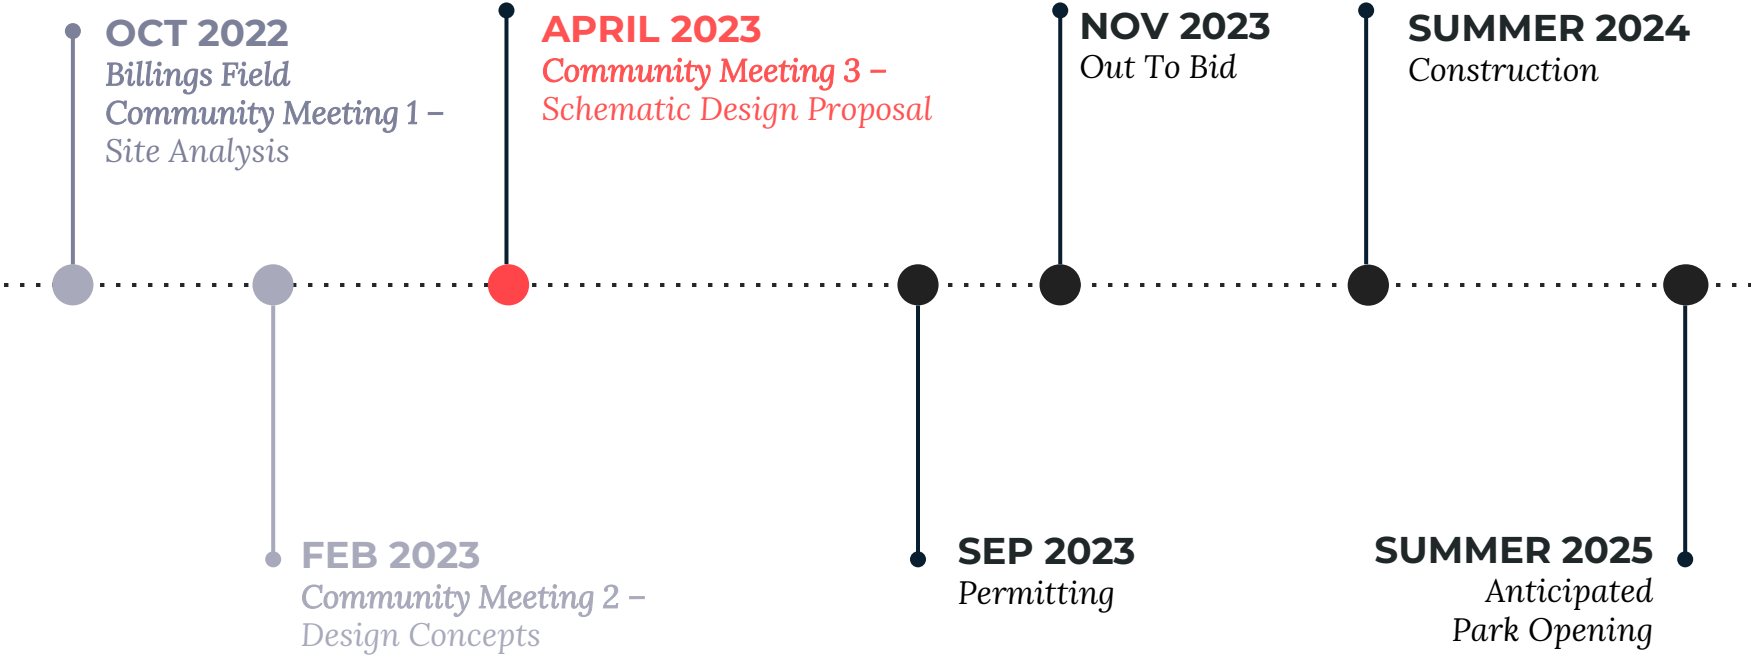 OCT 2022
Billings Field
Community Meeting 1 –
Site Analysis
FEB 2023
Community Meeting 2 –
Design Concepts
APRIL 2023
Community Meeting 3 –
Schematic Design Proposal
SEP 2023
Permitting
NOV 2023
Out To Bid
SUMMER 2024
Construction
SUMMER 2025
Anticipated
Park Opening